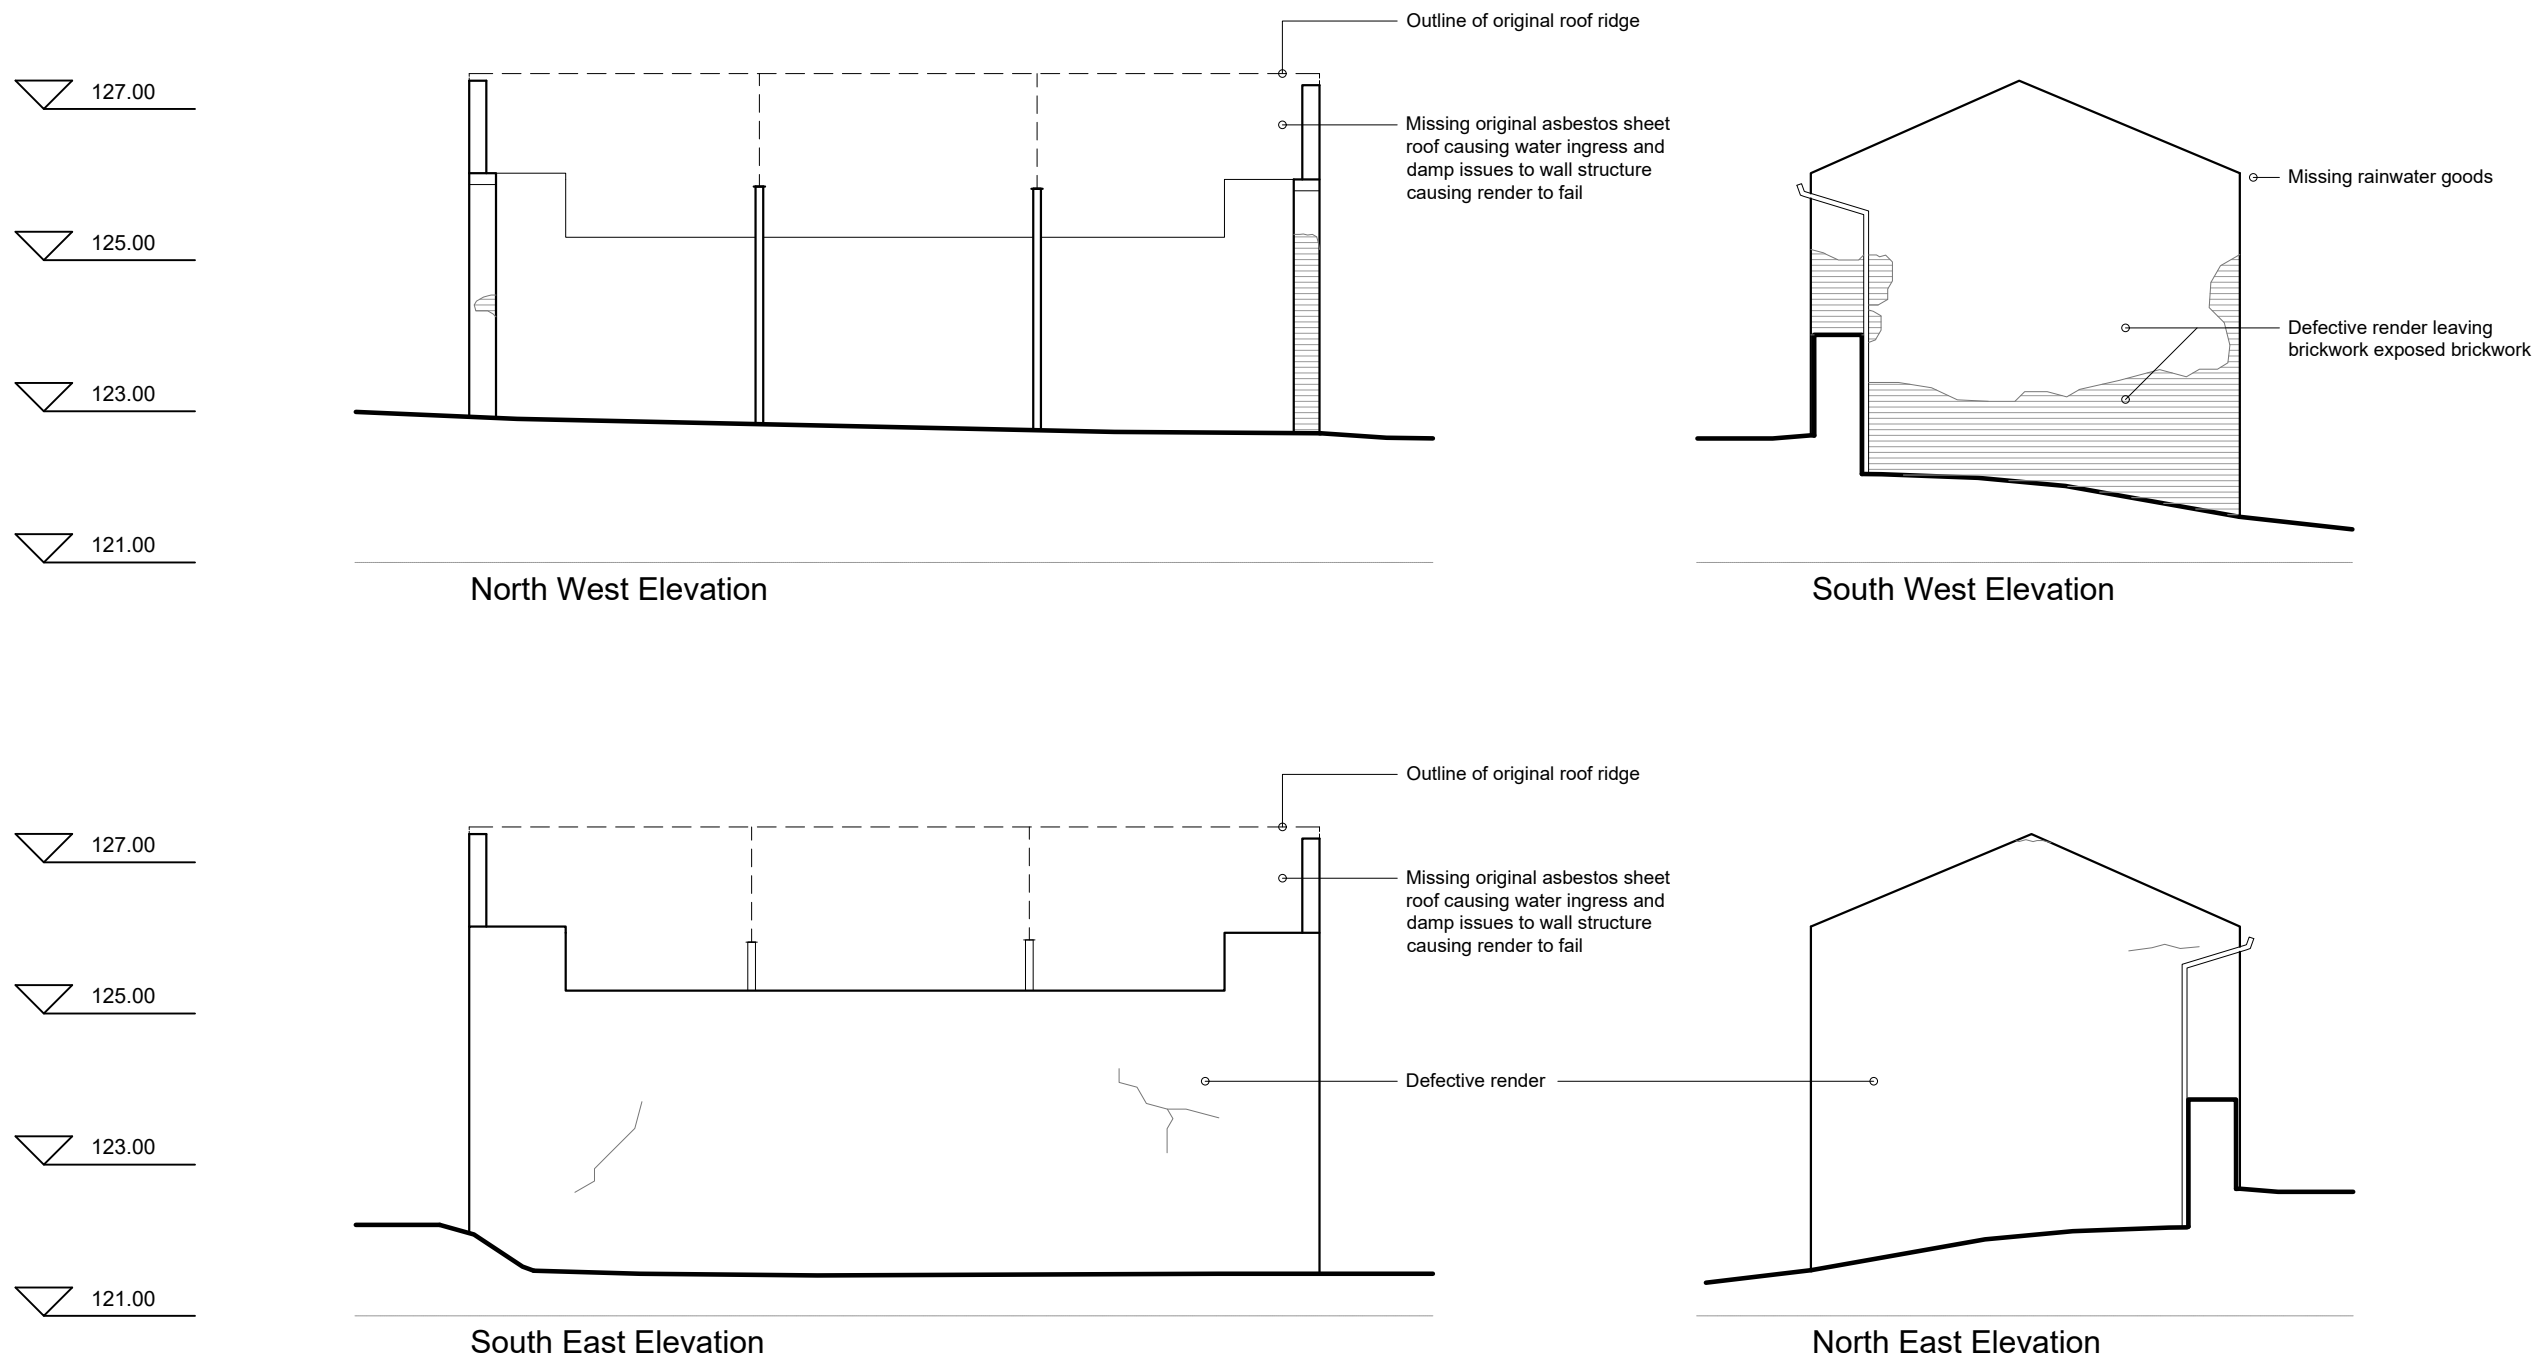 Outline of original roof ridge
127.00
Missing original asbestos sheet
roof causing water ingress and
damp issues to wall structure
causing render to fail
Missing rainwater goods
125.00
Defective render leaving
brickwork exposed brickwork
123.00
121.00
North West Elevation
South West Elevation
Outline of original roof ridge
127.00
Missing original asbestos sheet
roof causing water ingress and
damp issues to wall structure
causing render to fail
125.00
Defective render
123.00
121.00
South East Elevation
North East Elevation